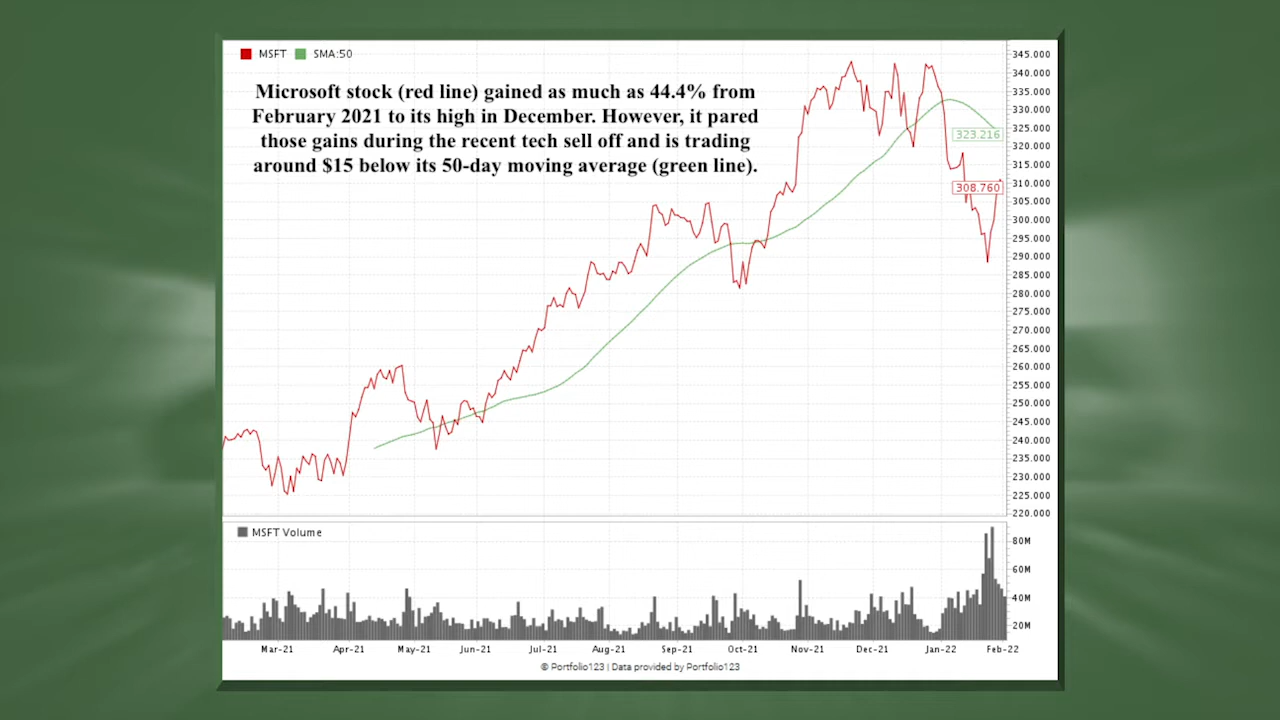 MSFT SMA:50
Microsoft stock (red line) gained as much as 44.4% from
February 2021 to its high in December. However, it pared
those gains during the recent tech sell off and is trading
around $15 below its 50-day moving average (green line).
345.000
340.000
335.000
330.000
325.000
323.216
320.000
315.000
310.000
308.760
305.000
300.000
295.000
290.000
285.000
280.000
275.000
270.000
265.000
260.000
255.000
250.000
245.000
240.000
235.000
230.000
225.000
220.000
MSFT Volume
80M
60M
40M
20M
Mar-21 Apr-21 May-21 Jun-21 Jul-21 Aug-21 Sep-21 Oct-21 Nov-21 Dec-21 Jan-22 Feb-22
© Portfolio123 | Data provided by Portfolio123